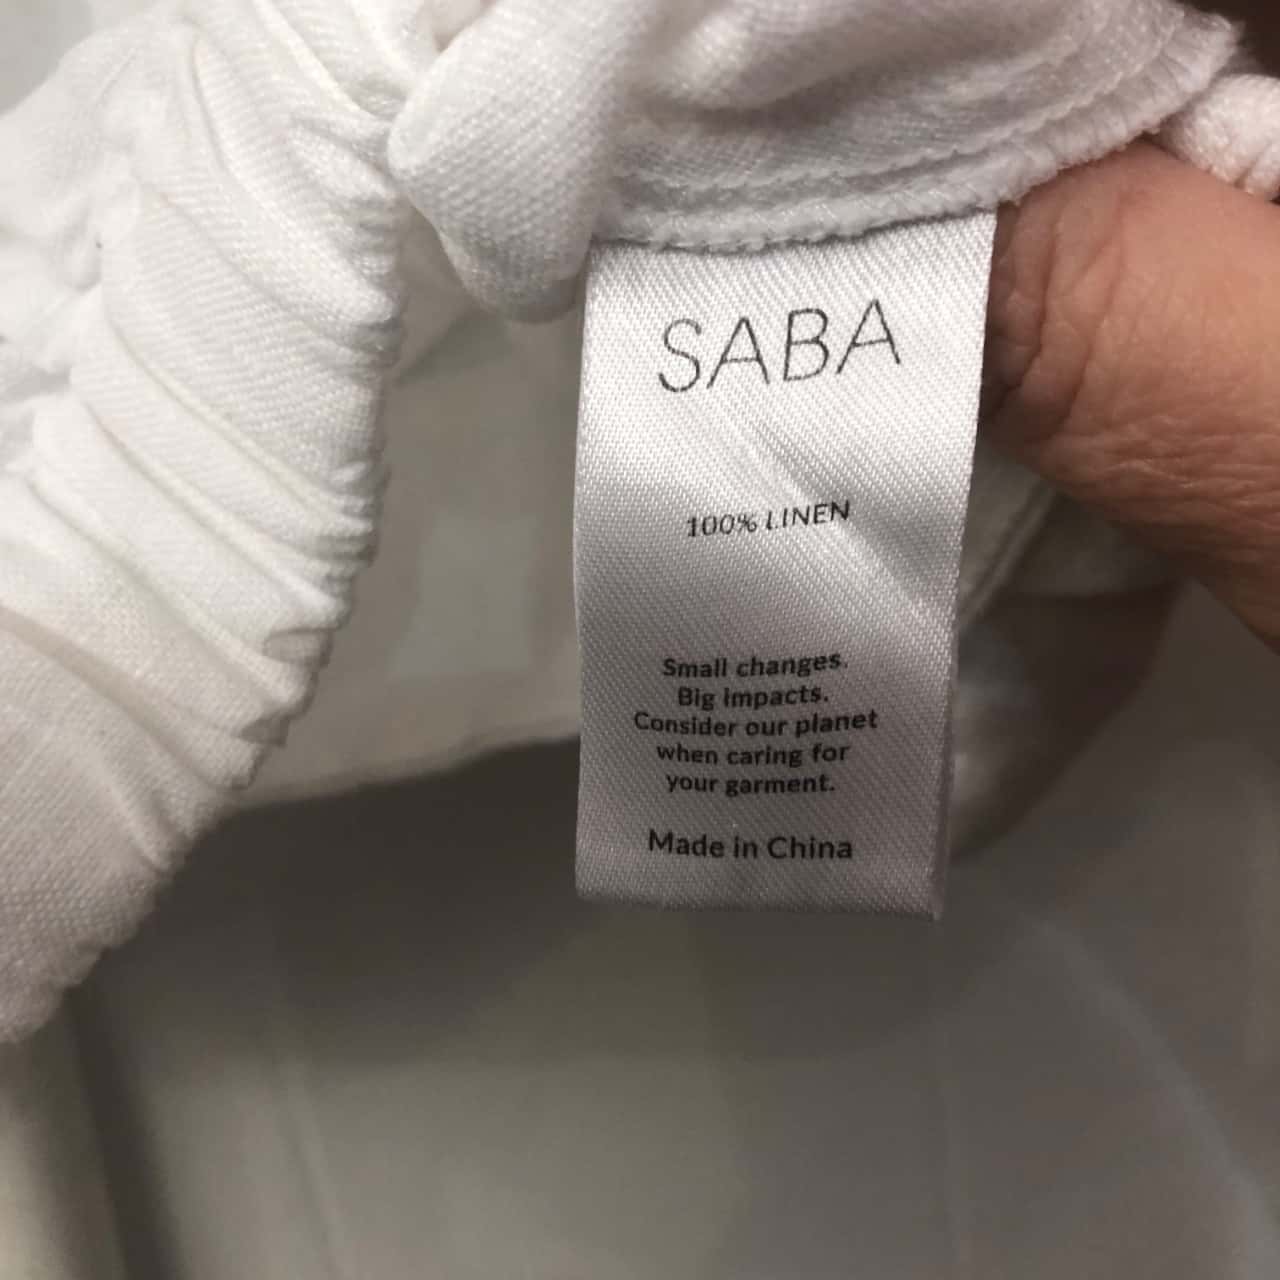 SABA
100% LINEN
Small changes.
Big impacts.
Consider our planet
when caring for
your garment.
Made in China